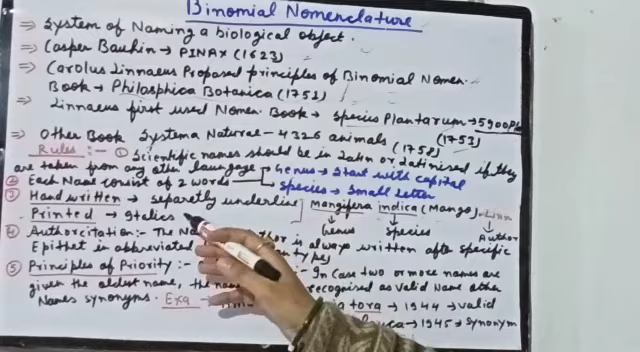 Binomial Nomenclature
⇒ System of Naming a biological object.
⇒ Casper Bauhin → PINAX (1623)
⇒ Carolus Linnaeus Proposed principles of Binomial Nomen.
Book → Philasphica Botanica (1751)
⇒ Linnaeus first used Nomen. Book → Species Plantarum → 5900
(1753)
⇒ Other Book Systema Naturae - 4326 animals (1758)
Rules :- ① Scientific names should be in Latin or Latinised if they
are taken from any other language
② Each Name consist of 2 words Genus → Start with capital
Species → Small letter
③ Hand written → separetly underline
Printed → Italics
Mangifera indica (Mango) Linn
Genus Species Author
④ Authorcitation :- The is always written after specific
Epithet in abbreviated
⑤ Principles of Priority :- In Case two or more names are
given the oldest name, the recognised as valid Name other
Names synonyms. Exa → tora → 1944 → valid
→ 1945 → Synonym